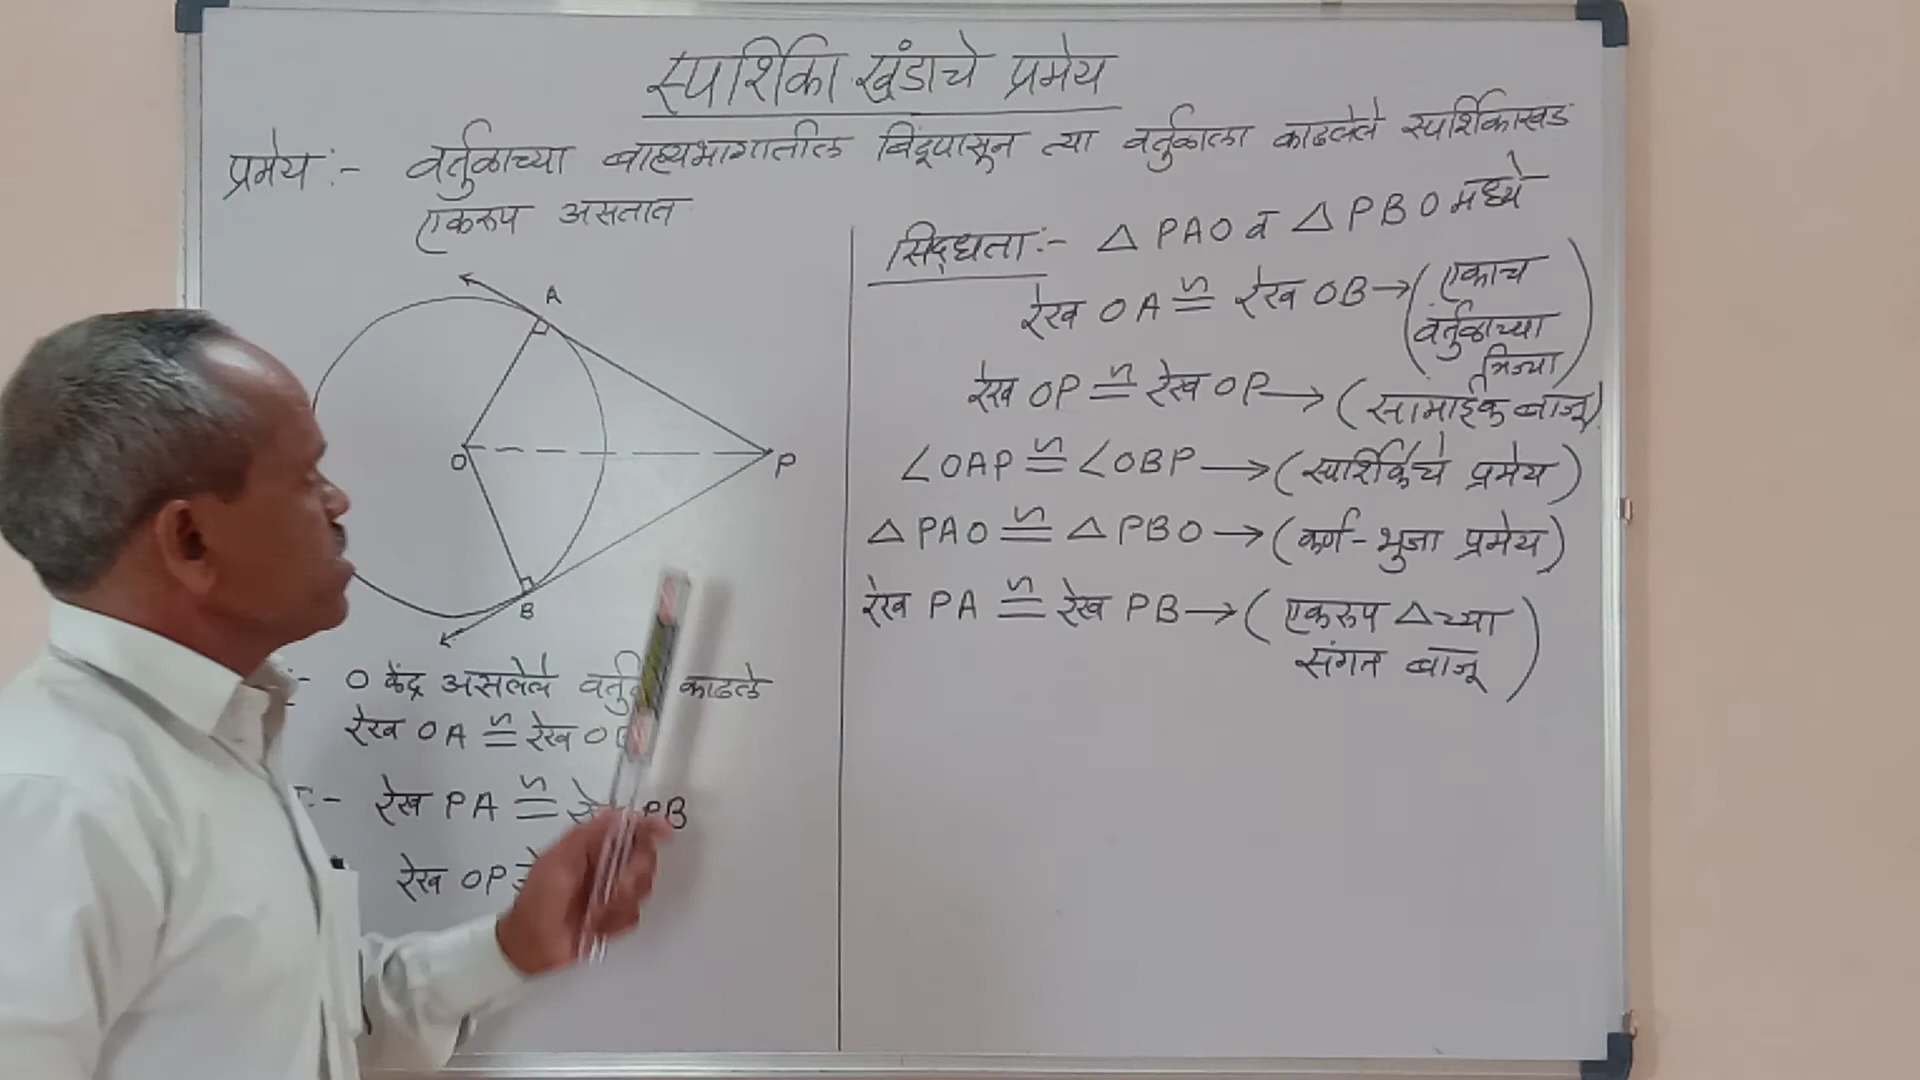 स्पर्शिका खंडाचे प्रमेय
प्रमेय :- वर्तुळाच्या बाह्यभागातील बिंदूपासून त्या वर्तुळाला काढलेले स्पर्शिकाखंड
एकरुप असतात
A
O
P
B
:- O केंद्र असलेले काढले
रेख OA ≅ रेख O
:- रेख PA ≅ PB
रेख OP
सिद्धता :- △ PAO व △ PBO मध्ये
रेख OA ≅ रेख OB → (एकाच
वर्तुळाच्या
त्रिज्या)
रेख OP ≅ रेख OP → (सामाईक बाजू)
∠OAP ≅ ∠OBP → (स्पर्शिकेचे प्रमेय)
△ PAO ≅ △ PBO → (कर्ण-भुजा प्रमेय)
रेख PA ≅ रेख PB → (एकरुप △च्या
संगत बाजू)